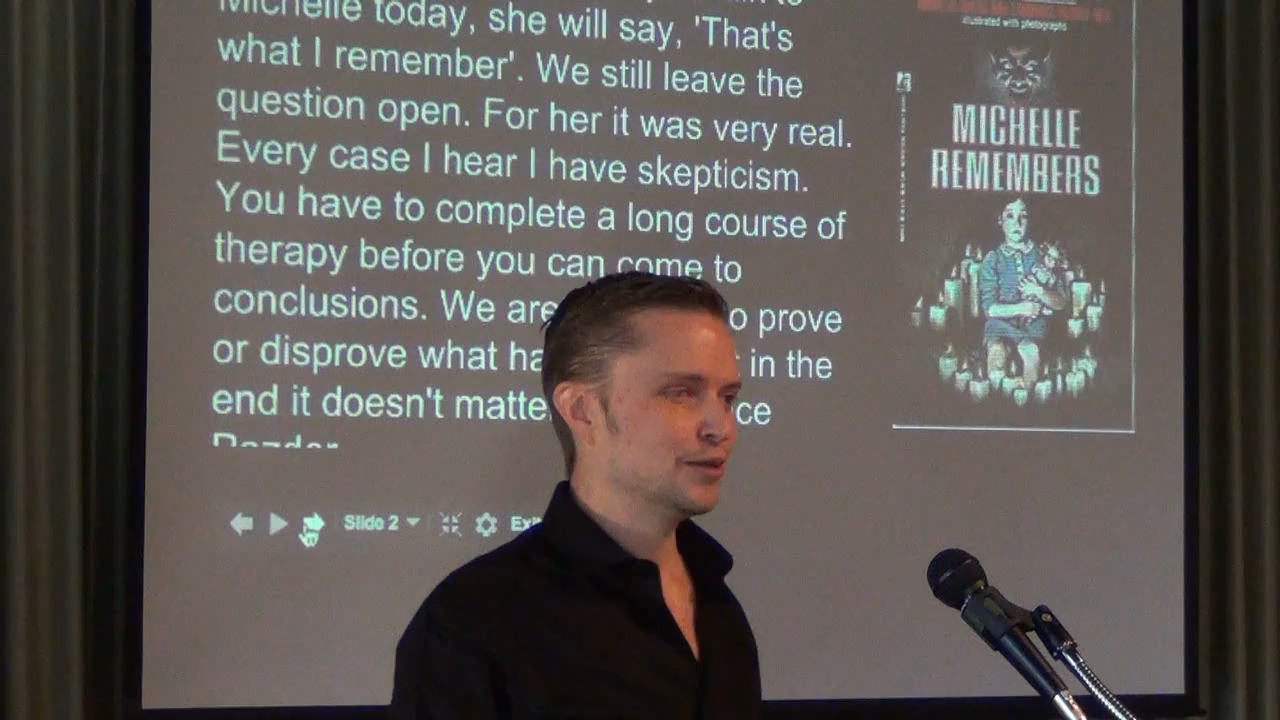 Michelle today, she will say, 'That's
what I remember'. We still leave the
question open. For her it was very real.
Every case I hear I have skepticism.
You have to complete a long course of
therapy before you can come to
conclusions. We are o prove
or disprove what ha in the
end it doesn't matte ce
Slide 2
illustrated with photographs
MICHELLE
REMEMBERS